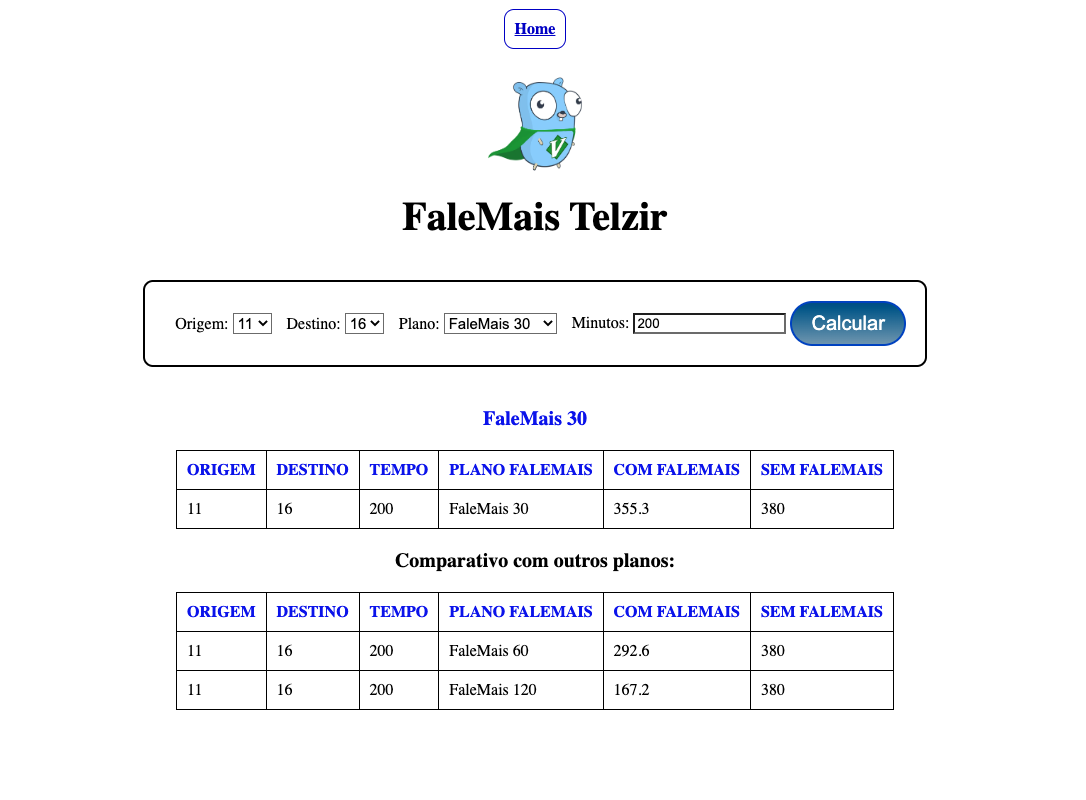 Home
V
FaleMais Telzir
Origem: 11 Destino: 16 Plano: FaleMais 30 Minutos: 200 Calcular
FaleMais 30
ORIGEM DESTINO TEMPO PLANO FALEMAIS COM FALEMAIS SEM FALEMAIS
11 16 200 FaleMais 30 355.3 380
Comparativo com outros planos:
ORIGEM DESTINO TEMPO PLANO FALEMAIS COM FALEMAIS SEM FALEMAIS
11 16 200 FaleMais 60 292.6 380
11 16 200 FaleMais 120 167.2 380